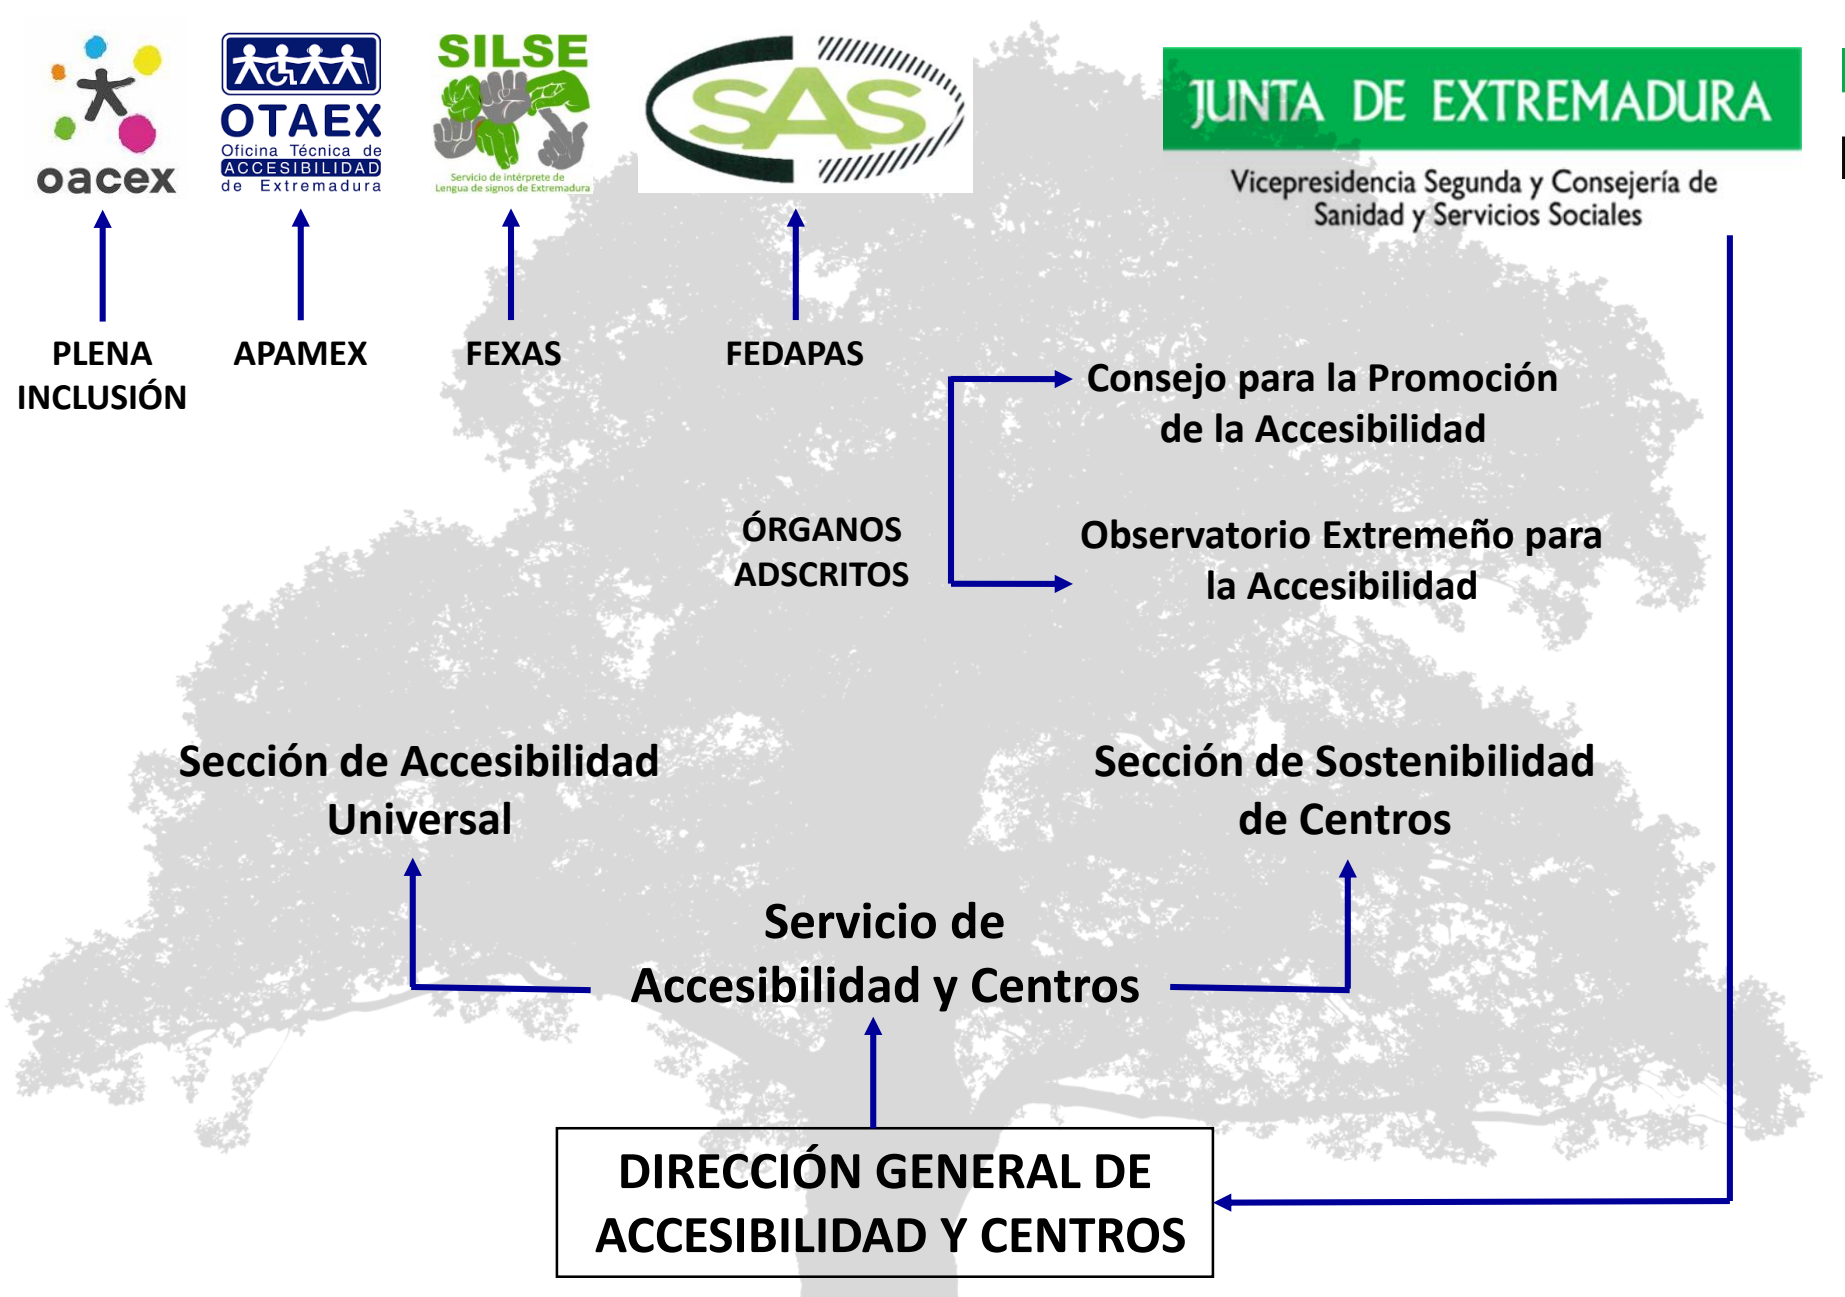 oacex
OTAEX
Oficina Técnica de
ACCESIBILIDAD
de Extremadura
SILSE
Servicio de intérprete de
Lengua de signos de Extremadura
SAS
JUNTA DE EXTREMADURA
Vicepresidencia Segunda y Consejería de
Sanidad y Servicios Sociales
PLENA
INCLUSIÓN
APAMEX
FEXAS
FEDAPAS
Consejo para la Promoción
de la Accesibilidad
ÓRGANOS
ADSCRITOS
Observatorio Extremeño para
la Accesibilidad
Sección de Accesibilidad
Universal
Sección de Sostenibilidad
de Centros
Servicio de
Accesibilidad y Centros
DIRECCIÓN GENERAL DE
ACCESIBILIDAD Y CENTROS